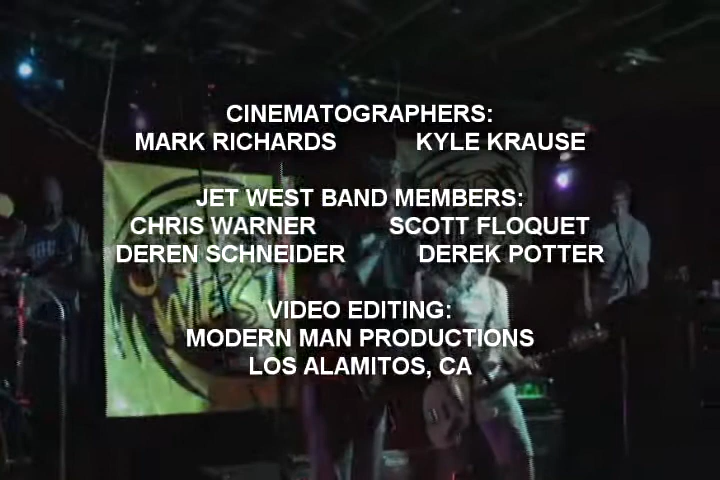 CINEMATOGRAPHERS:
MARK RICHARDS KYLE KRAUSE
JET WEST BAND MEMBERS:
CHRIS WARNER SCOTT FLOQUET
DEREN SCHNEIDER DEREK POTTER
VIDEO EDITING:
MODERN MAN PRODUCTIONS
LOS ALAMITOS, CA
WEST